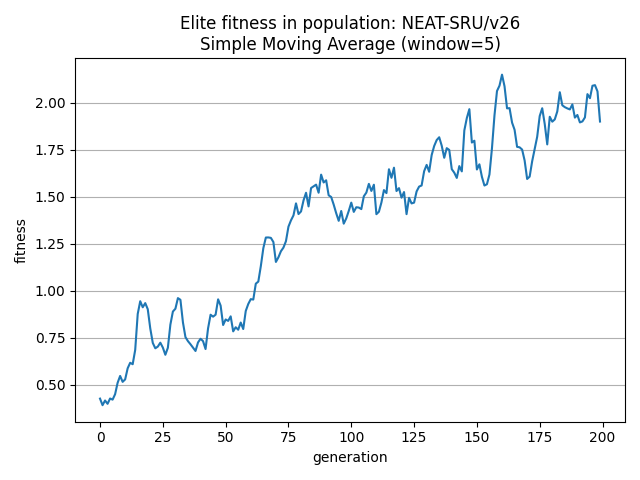 Elite fitness in population: NEAT-SRU/v26
Simple Moving Average (window=5)
fitness
2.00
1.75
1.50
1.25
1.00
0.75
0.50
0 25 50 75 100 125 150 175 200
generation